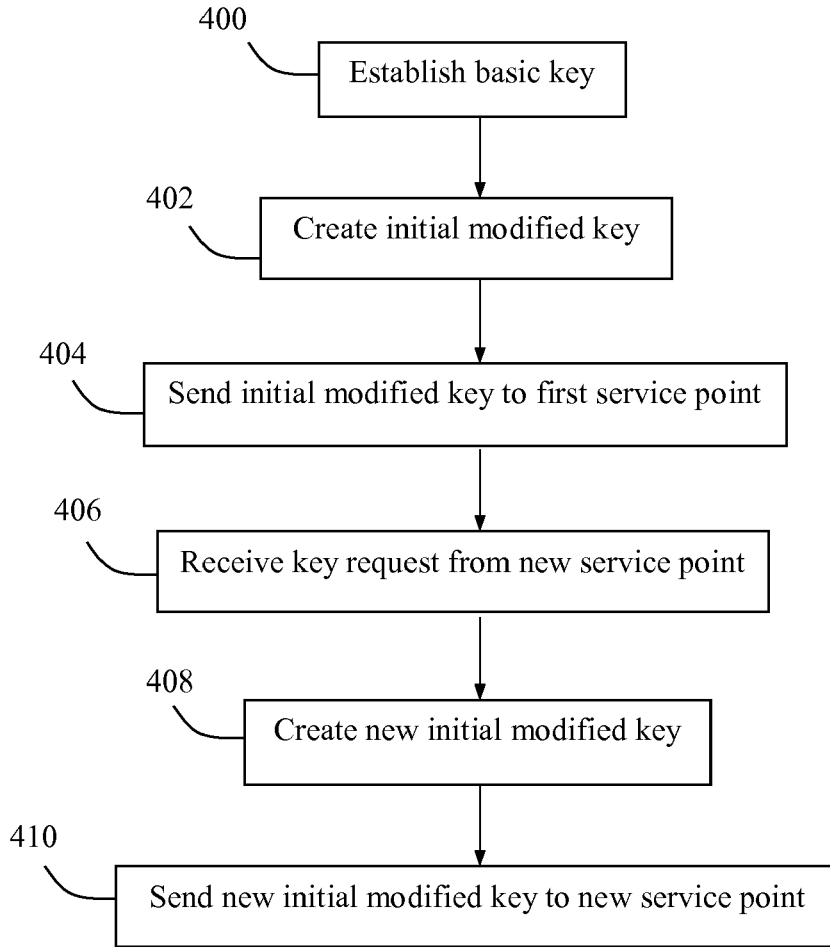 400
Establish basic key
402
Create initial modified key
404
Send initial modified key to first service point
406
Receive key request from new service point
408
Create new initial modified key
410
Send new initial modified key to new service point